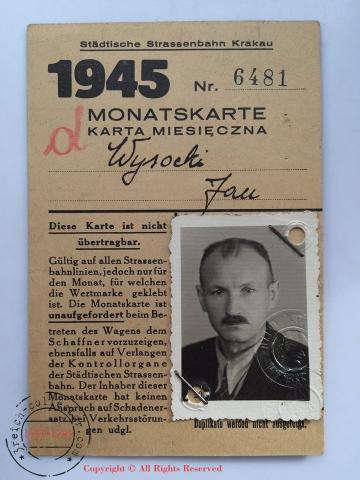 Städtische Strassenbahn Krakau
1945 Nr. 6481
d
MONATSKARTE
KARTA MIESIĘCZNA
Wysocki
Jan
Diese Karte ist nicht
übertragbar.
Gültig auf allen Strassen-
bahnlinien, jedoch nur für
den Monat, für welchen
die Wertmarke geklebt
ist. Die Monatskarte ist
unaufgefordert beim Be-
treten des Wagens dem
Schaffner vorzuzeigen,
ebenfalls auf Verlangen
der Kontrollorgane
der Städtischen Strassen-
bahn. Der Inhaber dieser
Monatskarte hat keinen
Anspruch auf Schadener-
satz bei Verkehrsstörun-
gen udgl.
Duplikate werden nicht ausgefolgt.
Copyright © All Rights Reserved